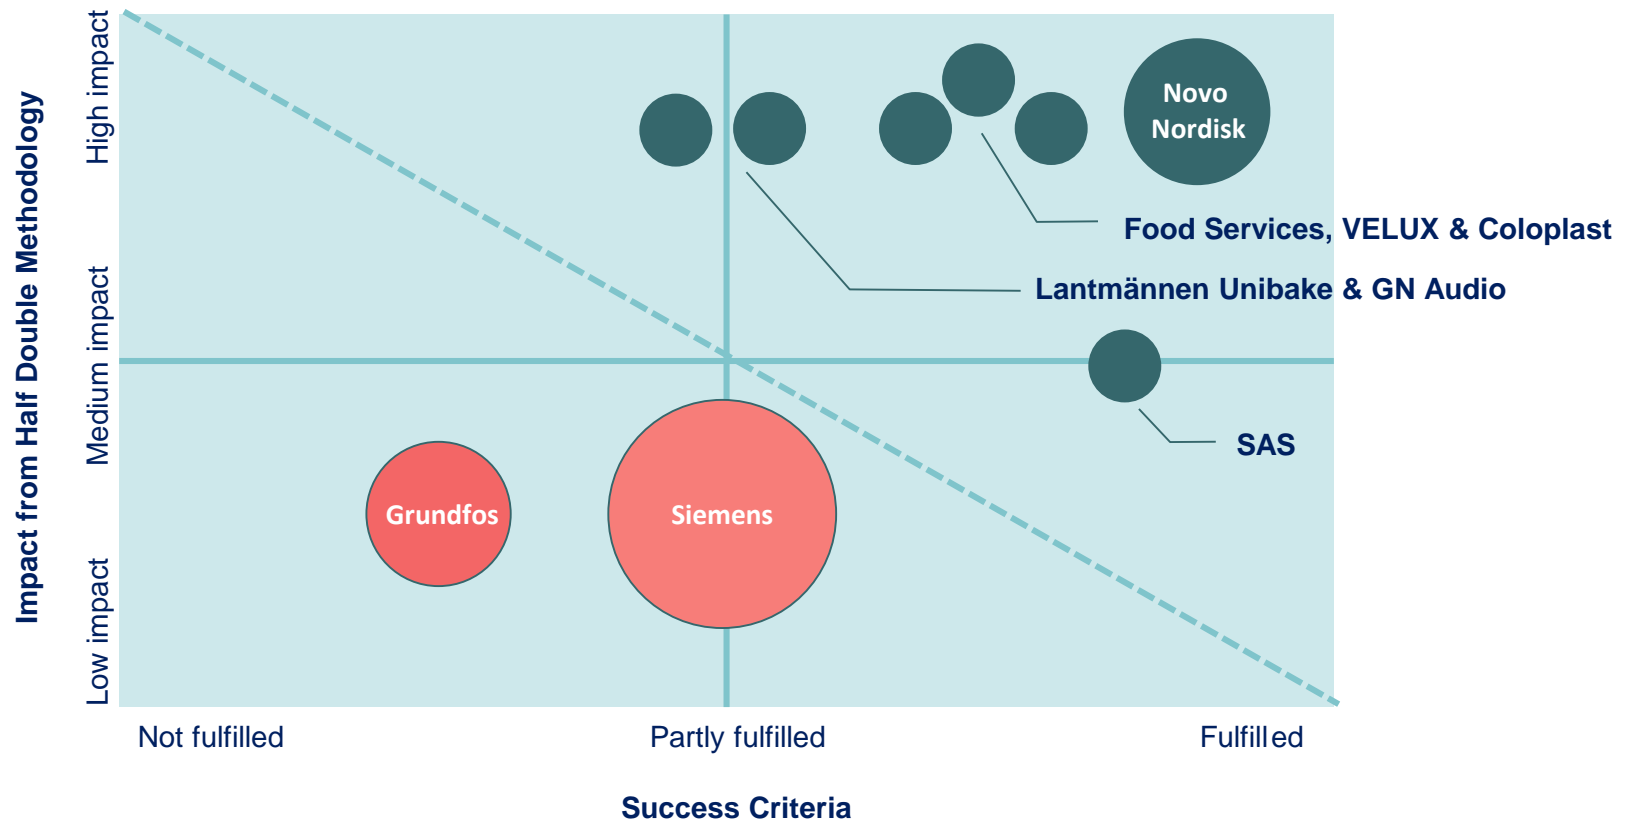 Impact from Half Double Methodology
High impact
Medium impact
Low impact
Novo
Nordisk
Food Services, VELUX & Coloplast
Lantmännen Unibake & GN Audio
SAS
Grundfos
Siemens
Not fulfilled
Partly fulfilled
Fulfilled
Success Criteria